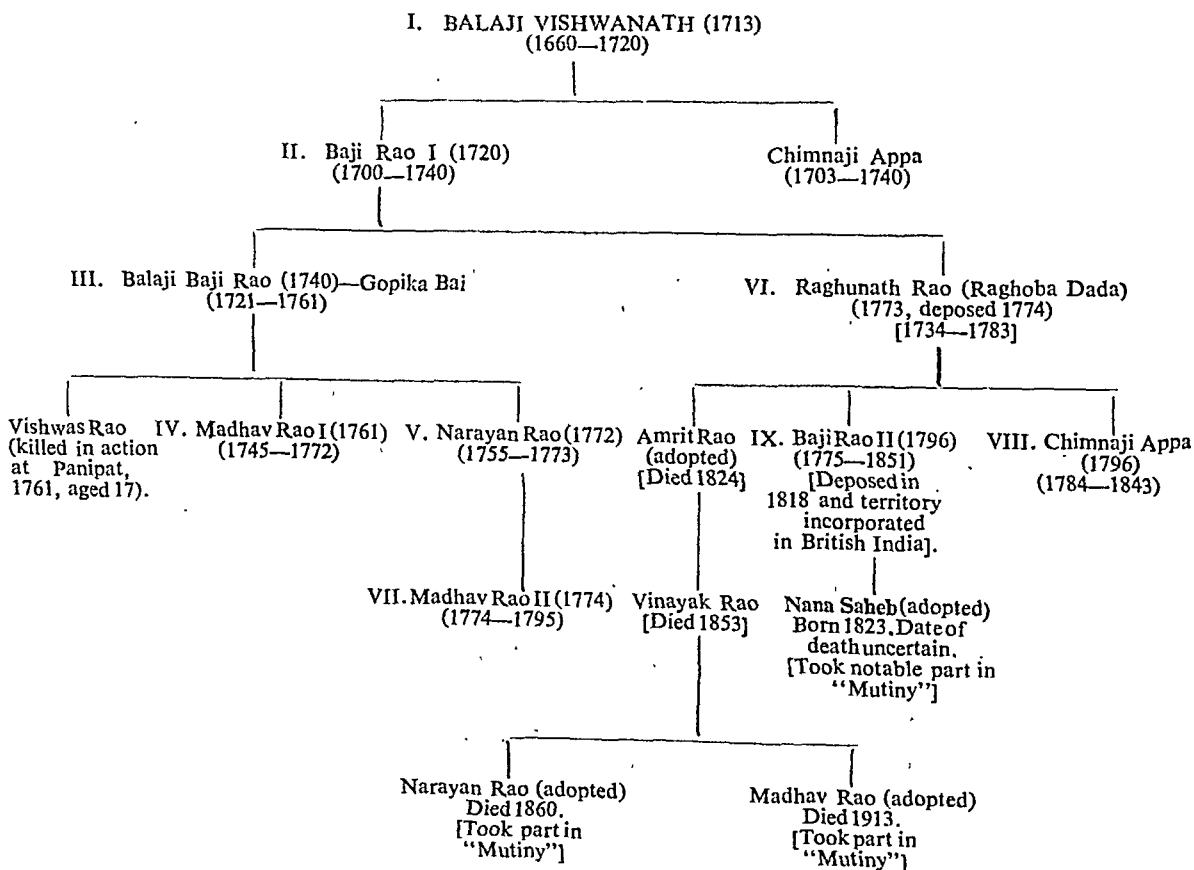 I. BALAJI VISHWANATH (1713)
(1660—1720)
II. Baji Rao I (1720)
(1700—1740)
Chimnaji Appa
(1703—1740)
III. Balaji Baji Rao (1740)—Gopika Bai
(1721—1761)
VI. Raghunath Rao (Raghoba Dada)
(1773, deposed 1774)
[1734—1783]
Vishwas Rao
(killed in action
at Panipat,
1761, aged 17).
IV. Madhav Rao I (1761)
(1745—1772)
V. Narayan Rao (1772)
(1755—1773)
Amrit Rao
(adopted)
[Died 1824]
IX. Baji Rao II (1796)
(1775—1851)
[Deposed in
1818 and territory
incorporated
in British India].
VIII. Chimnaji Appa
(1796)
(1784—1843)
VII. Madhav Rao II (1774)
(1774—1795)
Vinayak Rao
[Died 1853]
Nana Saheb (adopted)
Born 1823. Date of
death uncertain.
[Took notable part in
“Mutiny”]
Narayan Rao (adopted)
Died 1860.
[Took part in
“Mutiny”]
Madhav Rao (adopted)
Died 1913.
[Took part in
“Mutiny”]